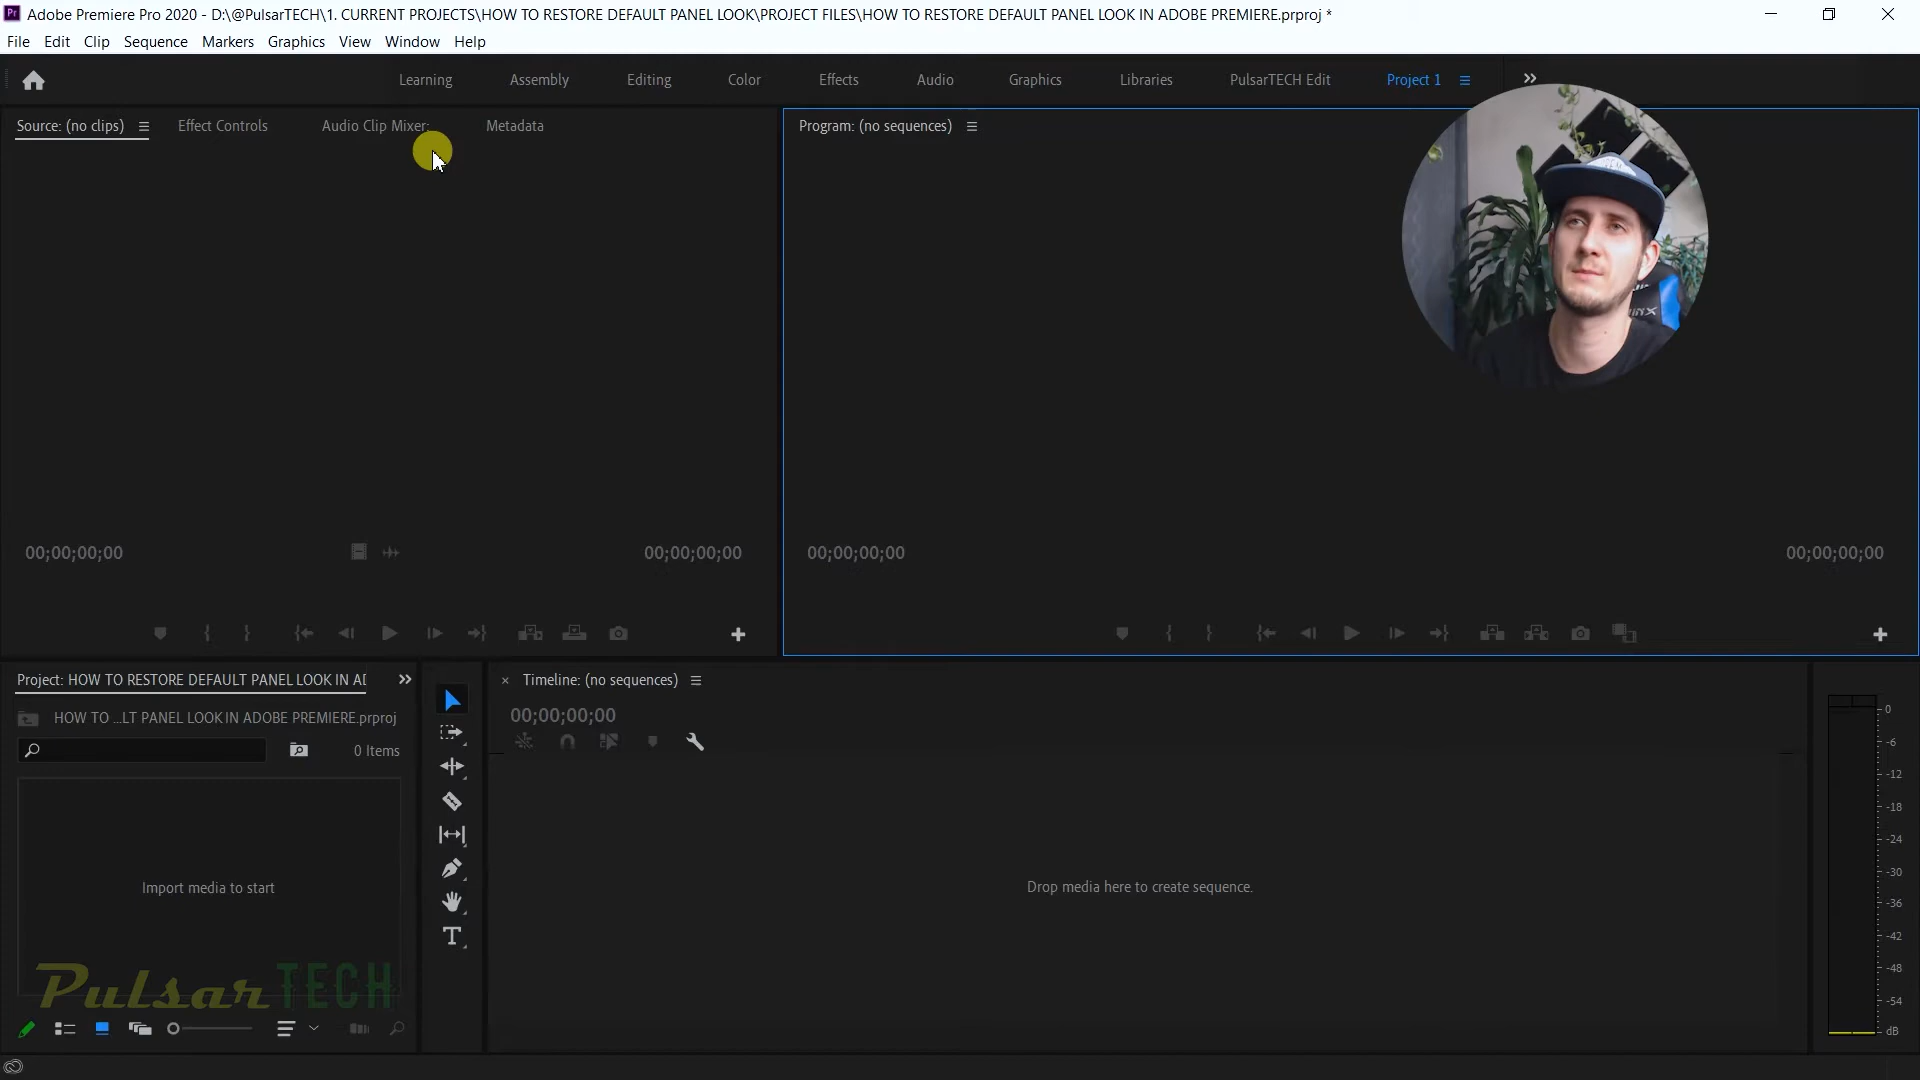 Pr Adobe Premiere Pro 2020 - D:\@PulsarTECH\1. CURRENT PROJECTS\HOW TO RESTORE DEFAULT PANEL LOOK\PROJECT FILES\HOW TO RESTORE DEFAULT PANEL LOOK IN ADOBE PREMIERE.prproj *
File Edit Clip Sequence Markers Graphics View Window Help
Learning Assembly Editing Color Effects Audio Graphics Libraries PulsarTECH Edit Project 1
Source: (no clips) Effect Controls Audio Clip Mixer: Metadata
Program: (no sequences)
00;00;00;00 00;00;00;00
00;00;00;00 00;00;00;00
Project: HOW TO RESTORE DEFAULT PANEL LOOK IN AD
HOW TO ...LT PANEL LOOK IN ADOBE PREMIERE.prproj
0 Items
Import media to start
PulsarTECH
Timeline: (no sequences)
00;00;00;00
Drop media here to create sequence.
0
-6
-12
-18
-24
-30
-36
-42
-48
-54
dB